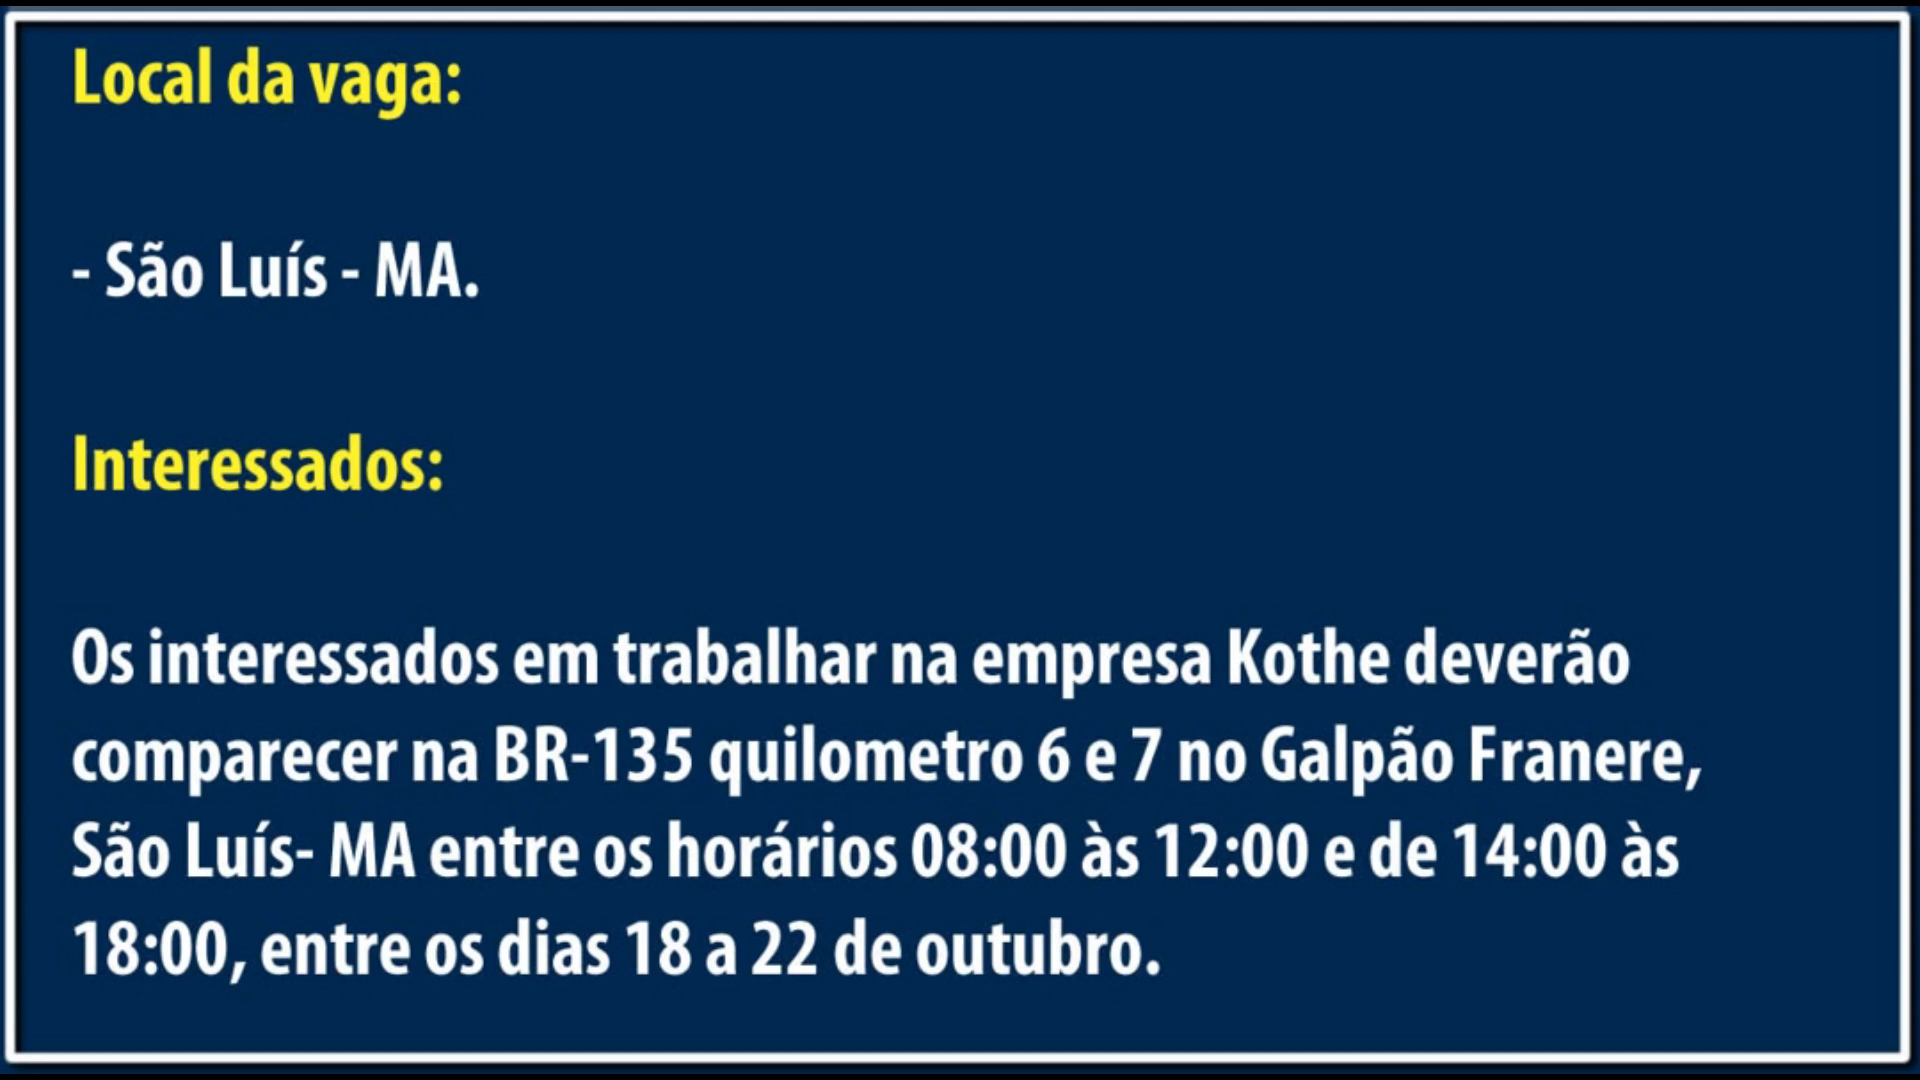 Local da vaga:
- São Luís - MA.
Interessados:
Os interessados em trabalhar na empresa Kothe deverão
comparecer na BR-135 quilometro 6 e 7 no Galpão Franere,
São Luís- MA entre os horários 08:00 às 12:00 e de 14:00 às
18:00, entre os dias 18 a 22 de outubro.